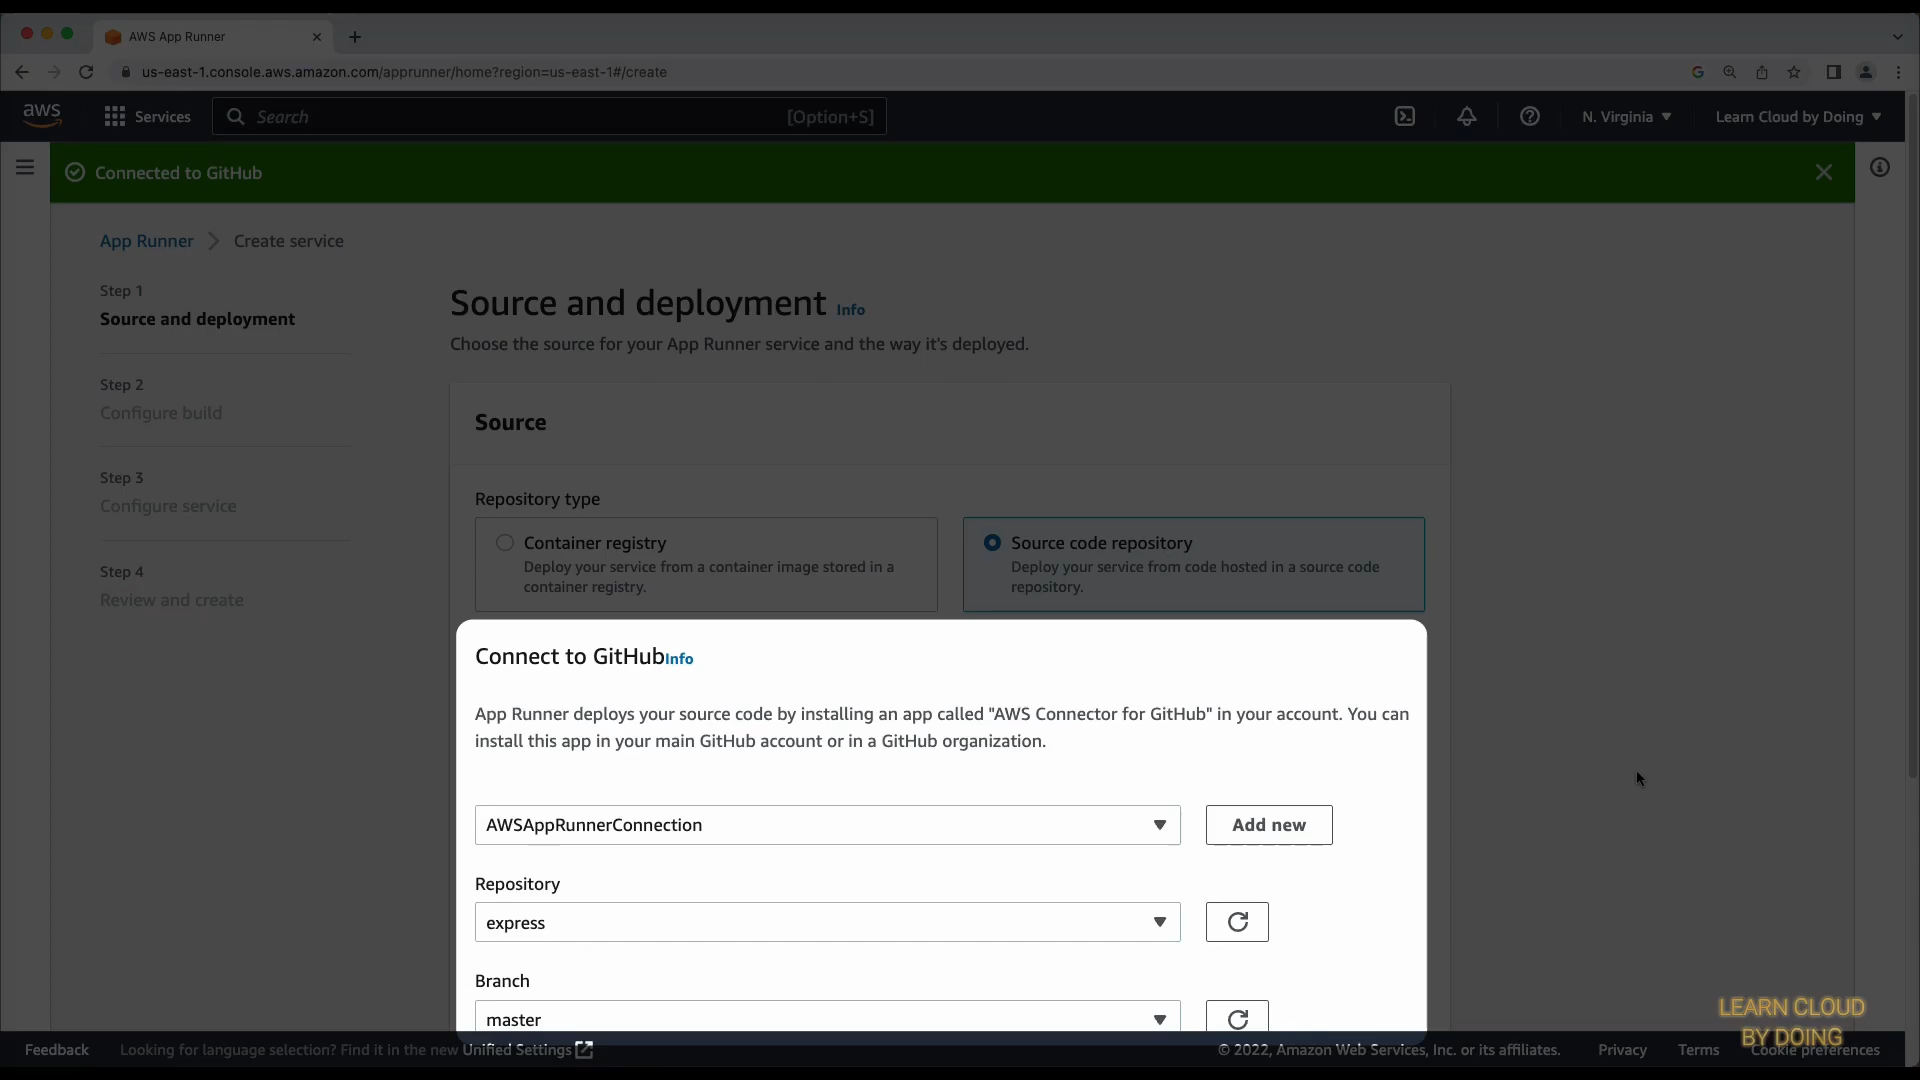 AWS App Runner
us-east-1.console.aws.amazon.com/apprunner/home?region=us-east-1#/create
aws
Services
Search
[Option+S]
N. Virginia
Learn Cloud by Doing
Connected to GitHub
App Runner
Create service
Step 1
Source and deployment
Step 2
Configure build
Step 3
Configure service
Step 4
Review and create
Source and deployment Info
Choose the source for your App Runner service and the way it's deployed.
Source
Repository type
Container registry
Deploy your service from a container image stored in a
container registry.
Source code repository
Deploy your service from code hosted in a source code
repository.
Connect to GitHubInfo
App Runner deploys your source code by installing an app called "AWS Connector for GitHub" in your account. You can
install this app in your main GitHub account or in a GitHub organization.
AWSAppRunnerConnection
Add new
Repository
express
Branch
master
LEARN CLOUD
BY DOING
Feedback
Looking for language selection? Find it in the new Unified Settings
© 2022, Amazon Web Services, Inc. or its affiliates.
Privacy
Terms
Cookie preferences